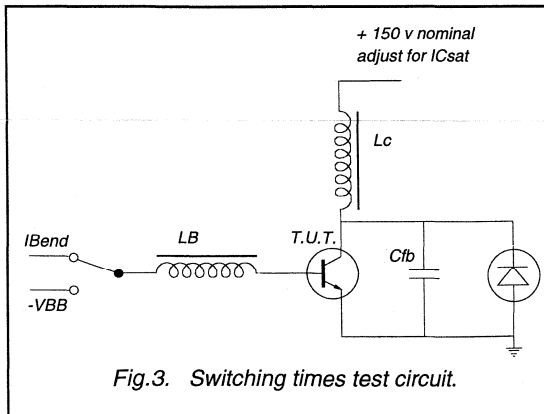 + 150 v nominal
adjust for ICsat
Lc
IBend
LB
T.U.T.
Cfb
-VBB
Fig.3. Switching times test circuit.